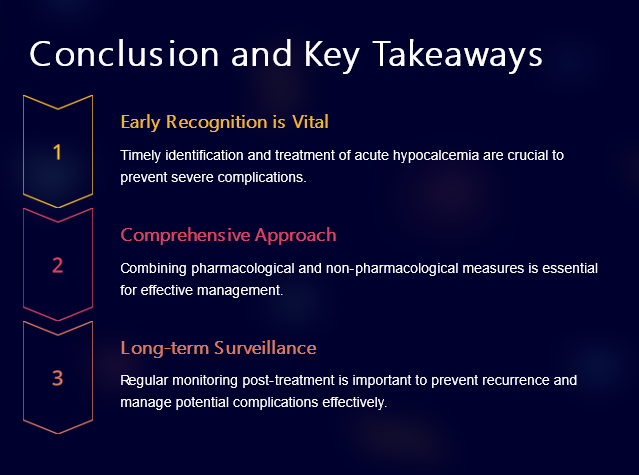 Conclusion and Key Takeaways
1
Early Recognition is Vital
Timely identification and treatment of acute hypocalcemia are crucial to
prevent severe complications.
2
Comprehensive Approach
Combining pharmacological and non-pharmacological measures is essential
for effective management.
3
Long-term Surveillance
Regular monitoring post-treatment is important to prevent recurrence and
manage potential complications effectively.